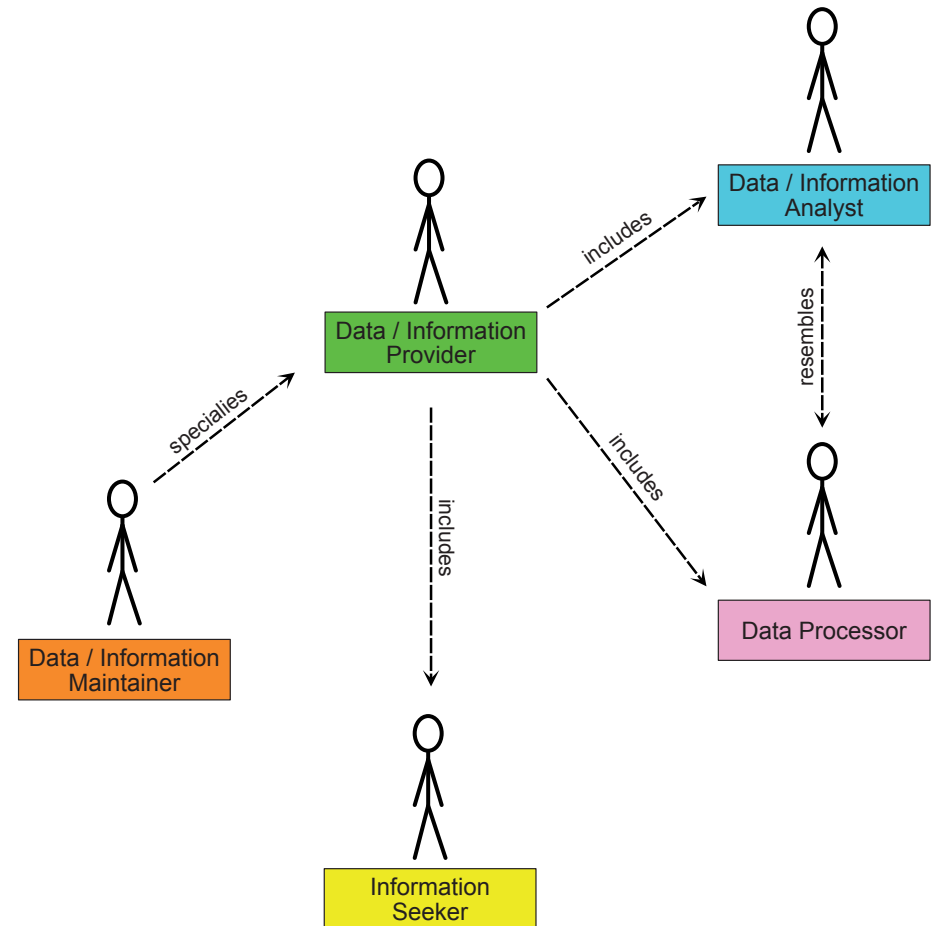 Data / Information
Analyst
includes
Data / Information
Provider
resembles
specialies
includes
includes
Data Processor
Data / Information
Maintainer
Information
Seeker